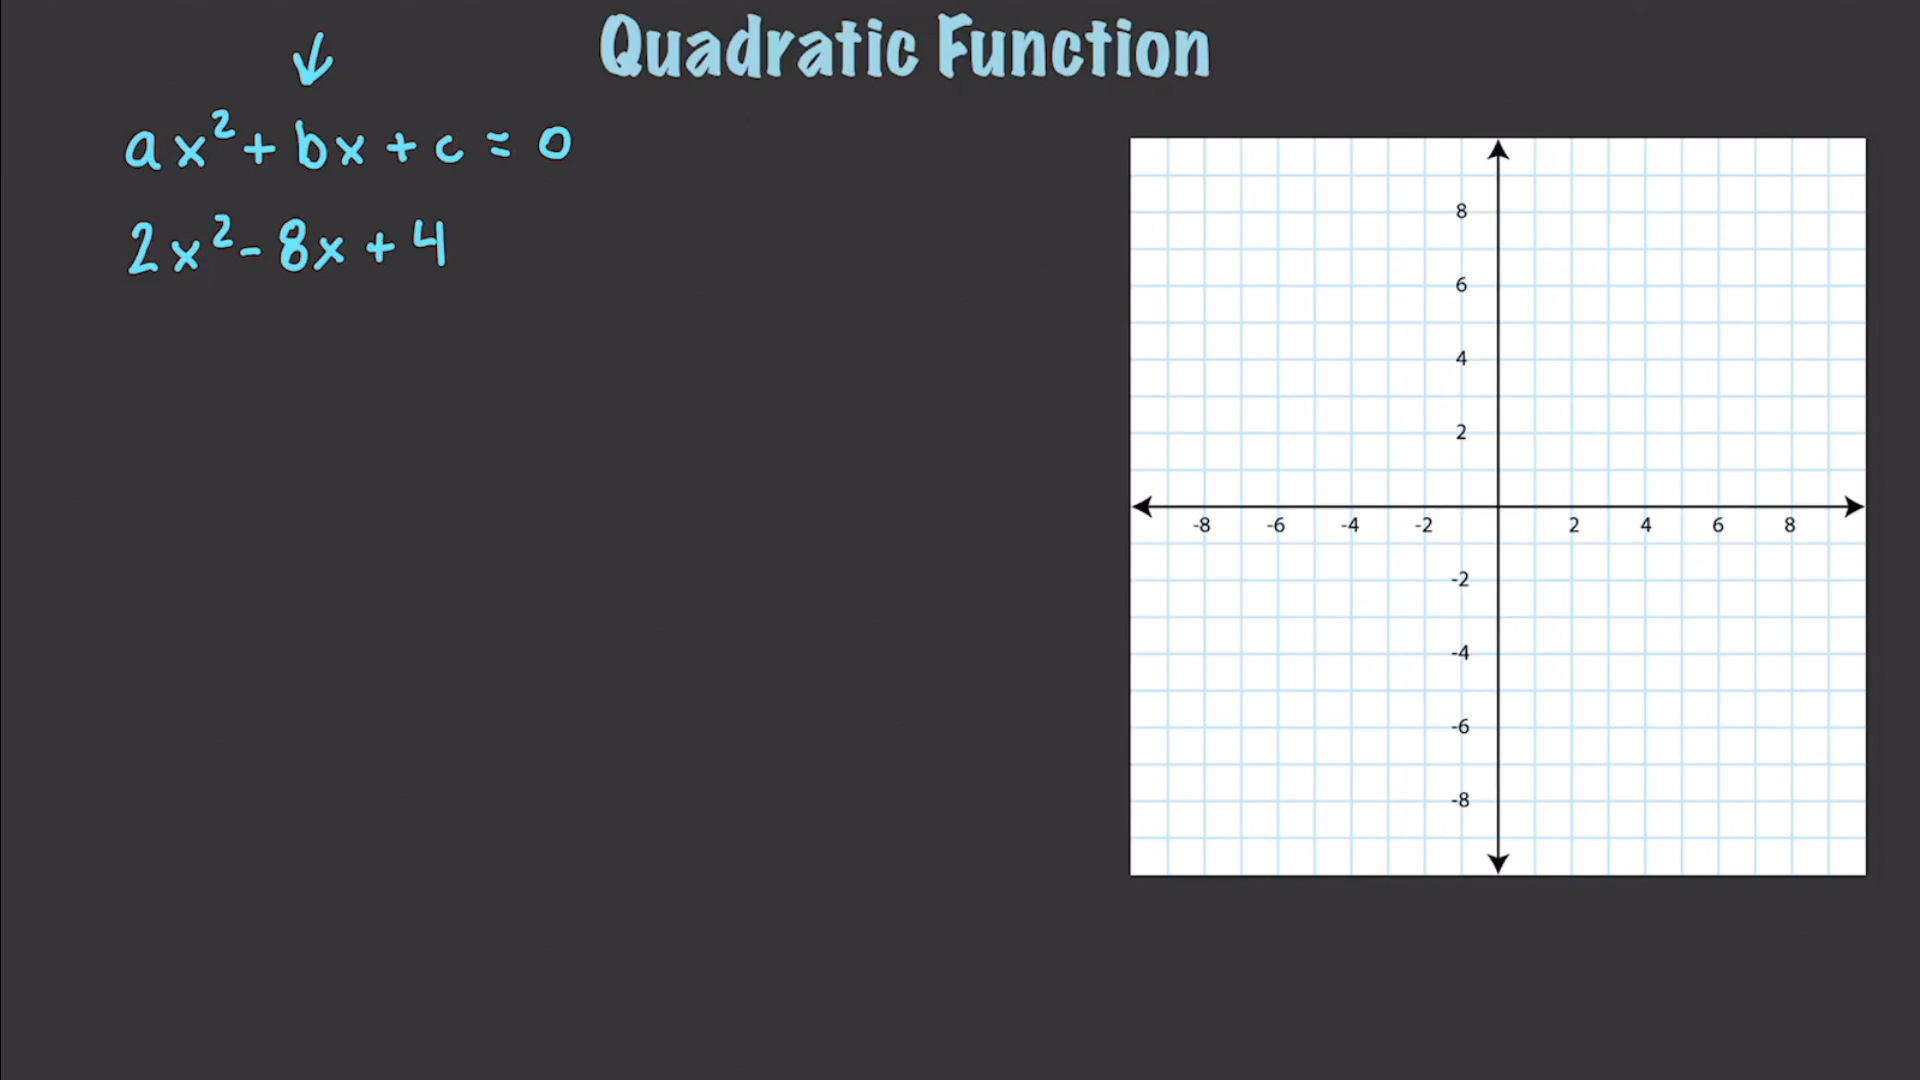 Quadratic Function
ax² + bx + c = 0
2x² - 8x + 4
8
6
4
2
-8 -6 -4 -2 2 4 6 8
-2
-4
-6
-8